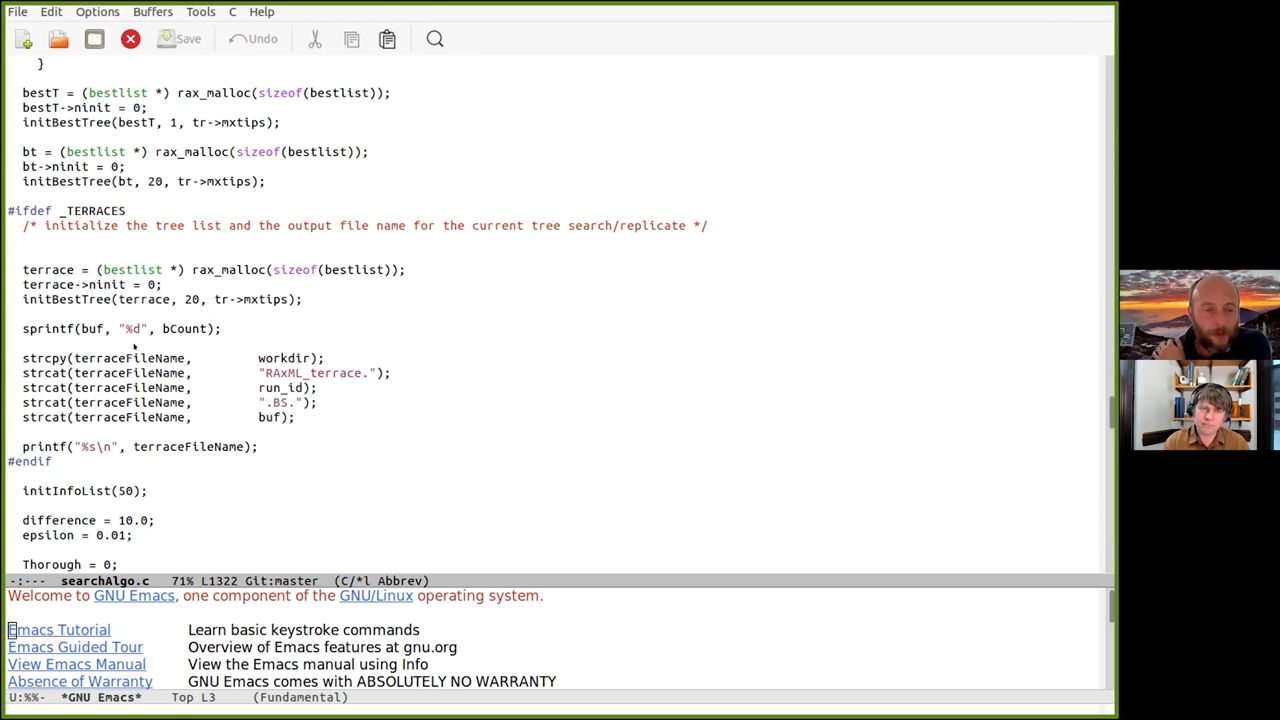 File Edit Options Buffers Tools C Help
Save Undo
}
bestT = (bestlist *) rax_malloc(sizeof(bestlist));
bestT->ninit = 0;
initBestTree(bestT, 1, tr->mxtips);
bt = (bestlist *) rax_malloc(sizeof(bestlist));
bt->ninit = 0;
initBestTree(bt, 20, tr->mxtips);
#ifdef _TERRACES
/* initialize the tree list and the output file name for the current tree search/replicate */
terrace = (bestlist *) rax_malloc(sizeof(bestlist));
terrace->ninit = 0;
initBestTree(terrace, 20, tr->mxtips);
sprintf(buf, "%d", bCount);
strcpy(terraceFileName, workdir);
strcat(terraceFileName, "RAxML_terrace.");
strcat(terraceFileName, run_id);
strcat(terraceFileName, ".BS.");
strcat(terraceFileName, buf);
printf("%s\n", terraceFileName);
#endif
initInfoList(50);
difference = 10.0;
epsilon = 0.01;
Thorough = 0;
-:--- searchAlgo.c 71% L1322 Git:master (C/*l Abbrev)
Welcome to GNU Emacs, one component of the GNU/Linux operating system.
Emacs Tutorial Learn basic keystroke commands
Emacs Guided Tour Overview of Emacs features at gnu.org
View Emacs Manual View the Emacs manual using Info
Absence of Warranty GNU Emacs comes with ABSOLUTELY NO WARRANTY
U:%%- *GNU Emacs* Top L3 (Fundamental)